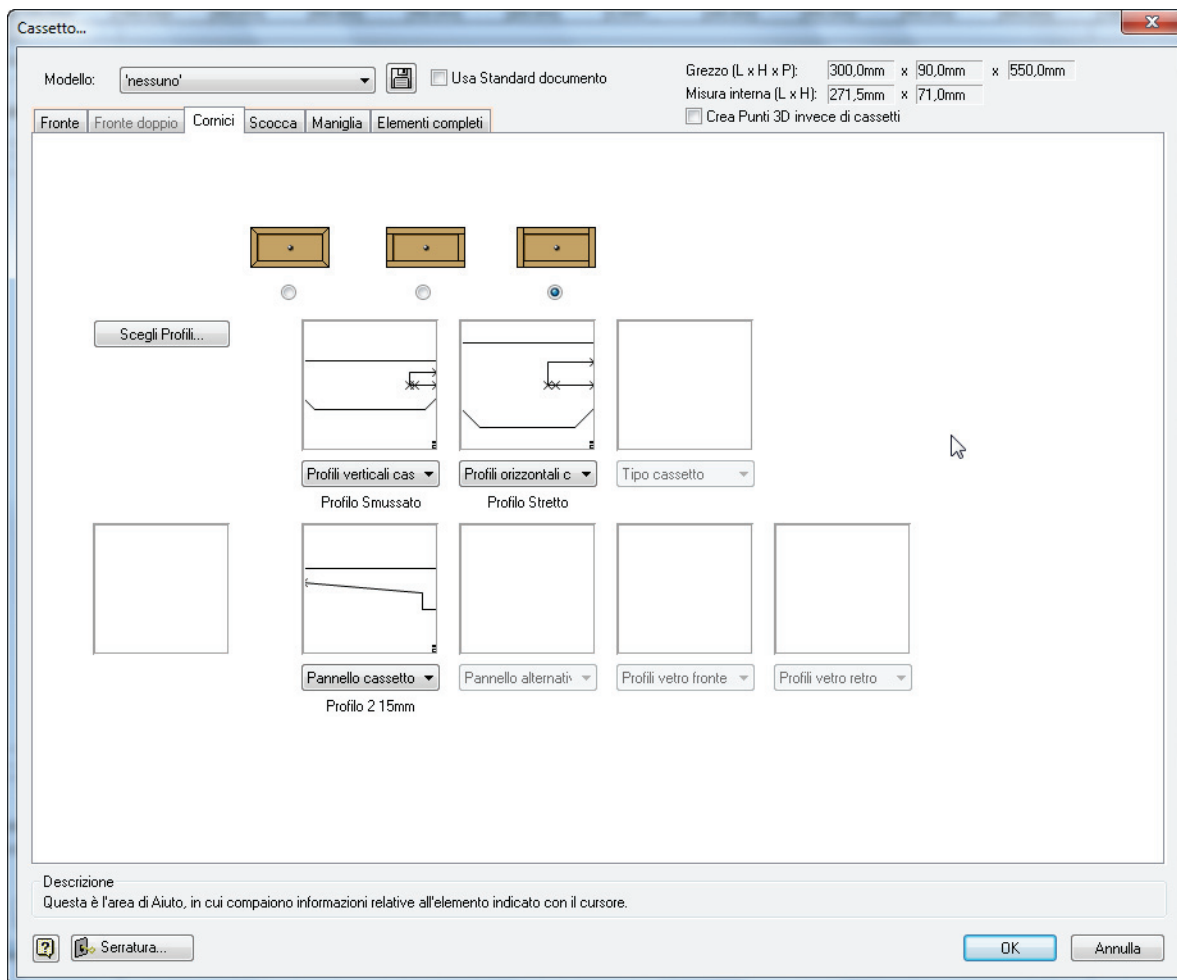 Cassetto...
Modello: 'nessuno' Usa Standard documento
Grezzo (L x H x P): 300,0mm x 90,0mm x 550,0mm
Misura interna (L x H): 271,5mm x 71,0mm
Crea Punti 3D invece di cassetti
Fronte Fronte doppio Cornici Scocca Maniglia Elementi completi
Scegli Profili...
Profili verticali cas Profili orizzontali c Tipo cassetto
Profilo Smussato Profilo Stretto
Pannello cassetto Pannello alternativ Profili vetro fronte Profili vetro retro
Profilo 2 15mm
Descrizione
Questa è l'area di Aiuto, in cui compaiono informazioni relative all'elemento indicato con il cursore.
? Serratura... OK Annulla